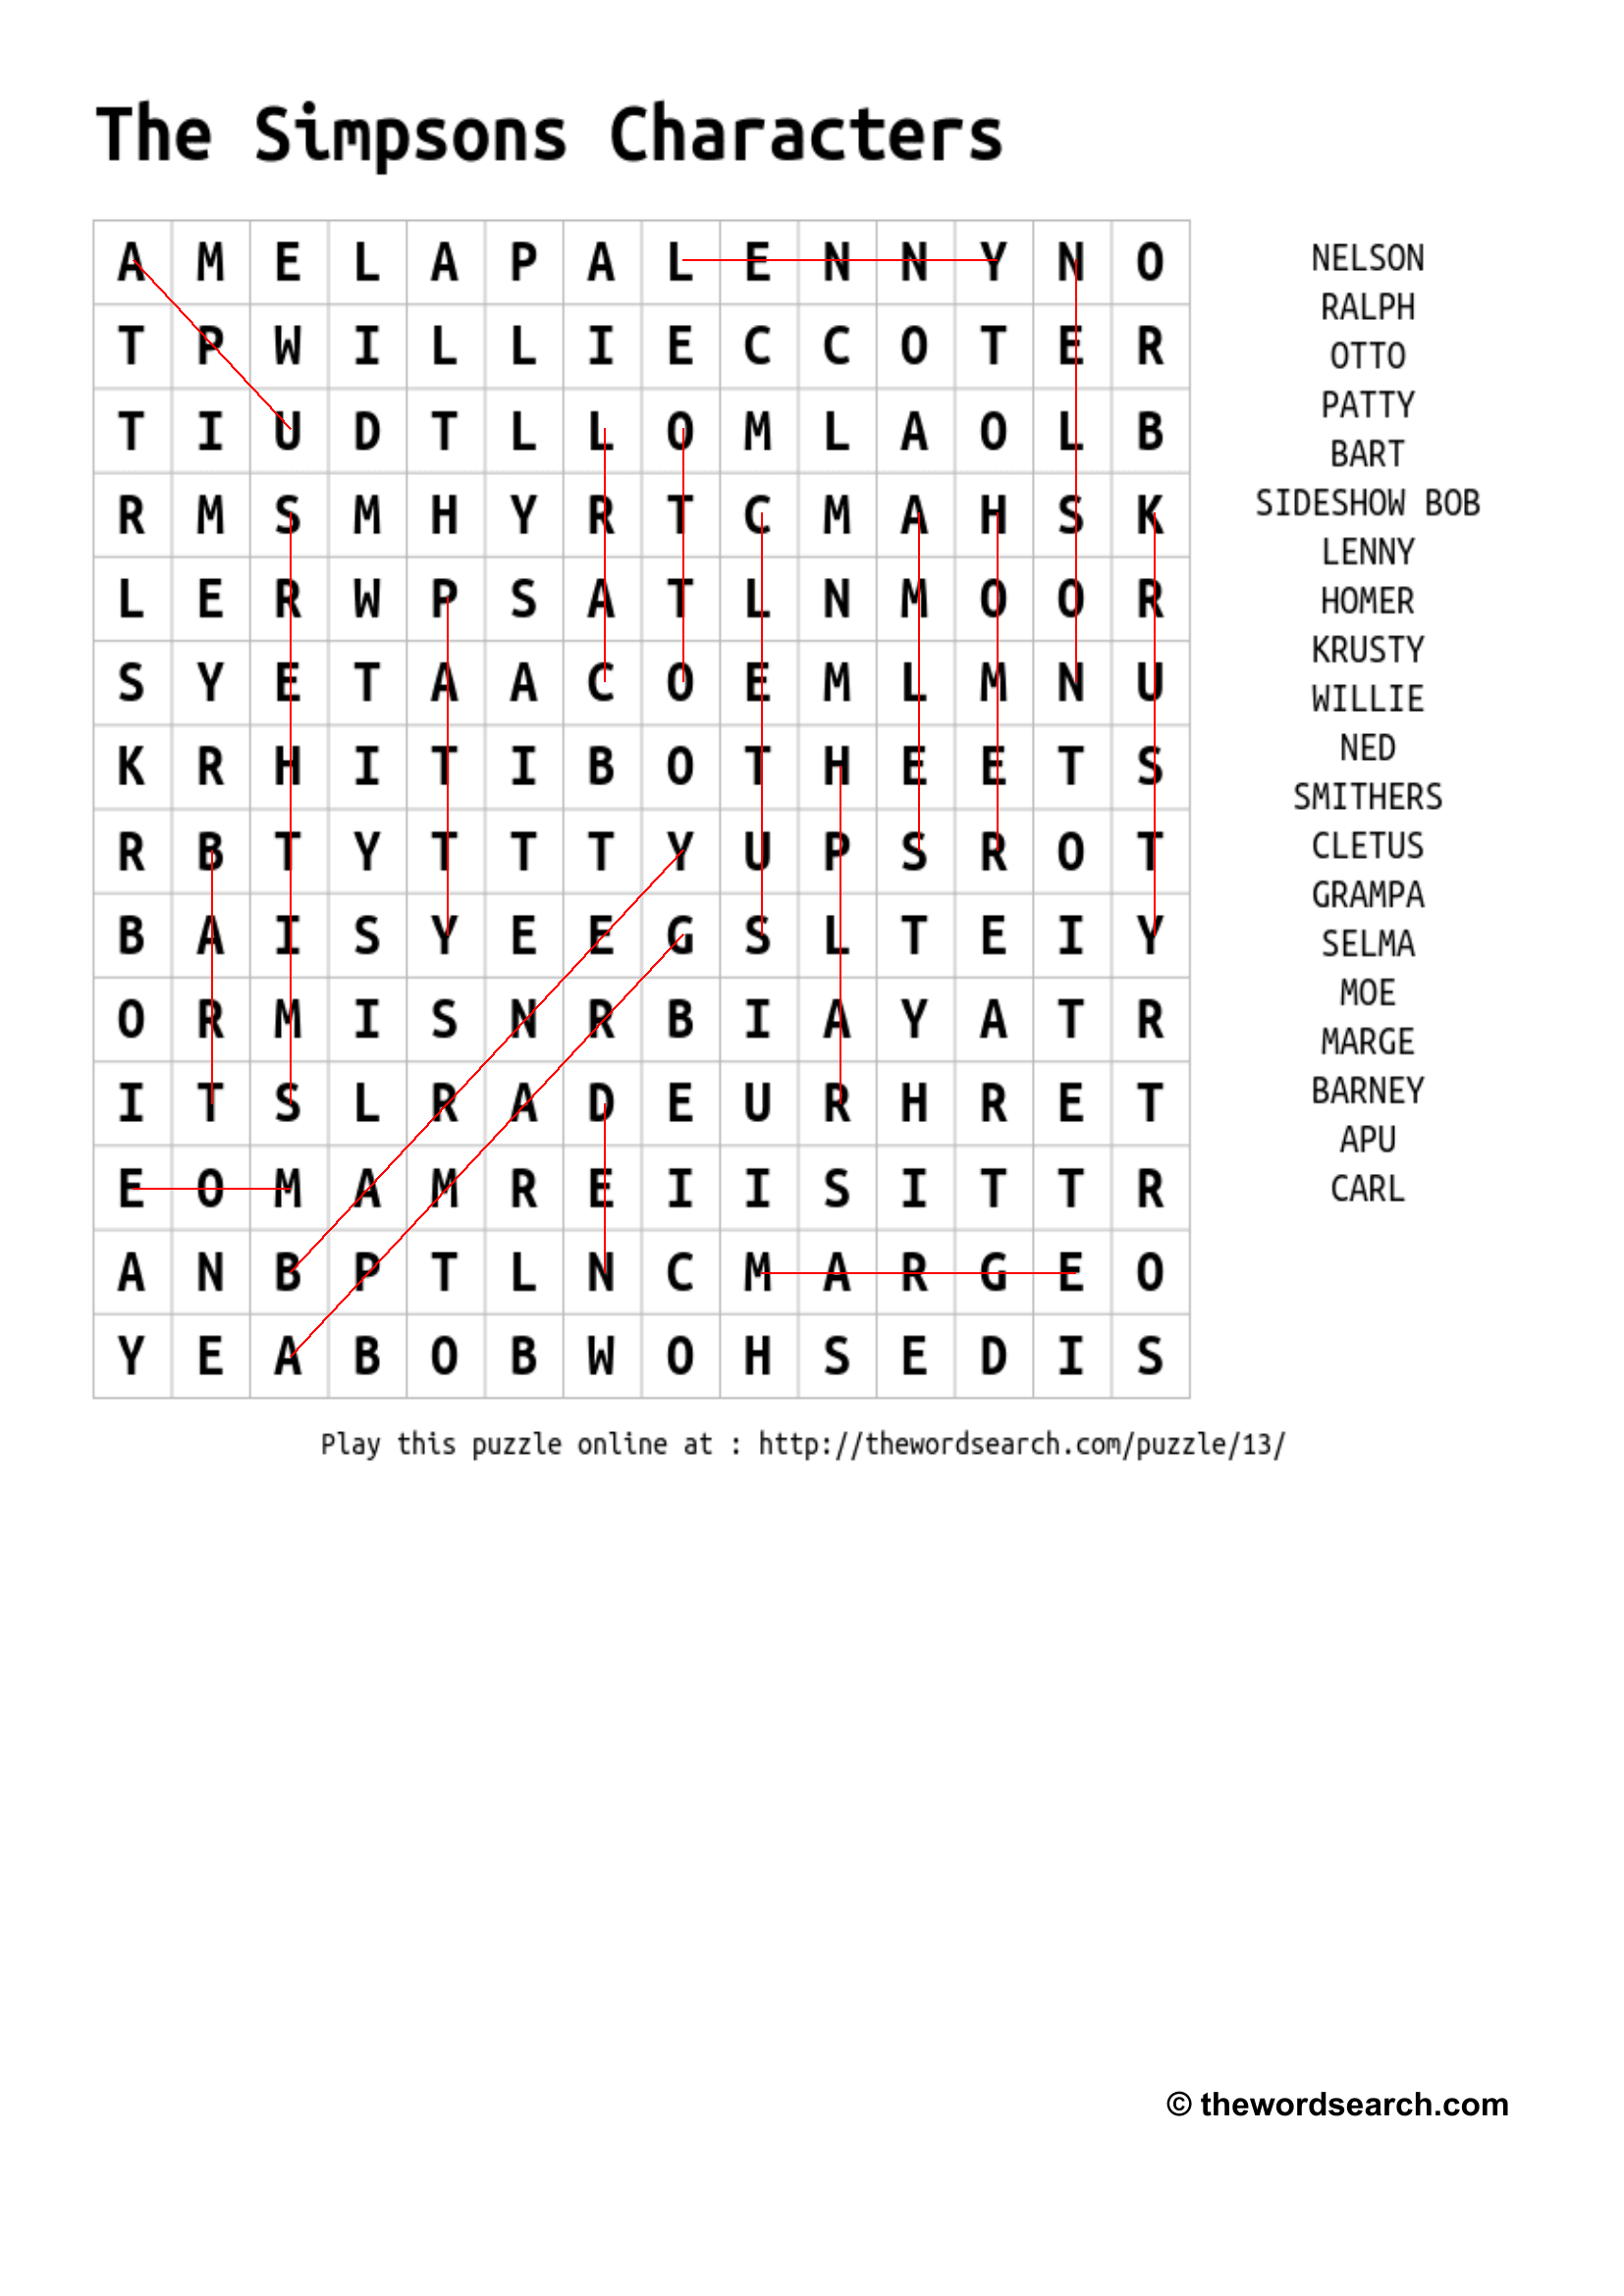 The Simpsons Characters
A M E L A P A L E N N Y N O
T P W I L L I E C C O T E R
T I U D T L L O M L A O L B
R M S M H Y R T C M A H S K
L E R W P S A T L N M O O R
S Y E T A A C O E M L M N U
K R H I T I B O T H E E T S
R B T Y T T T Y U P S R O T
B A I S Y E E G S L T E I Y
O R M I S N R B I A Y A T R
I T S L R A D E U R H R E T
E O M A M R E I I S I T T R
A N B P T L N C M A R G E O
Y E A B O B W O H S E D I S
NELSON
RALPH
OTTO
PATTY
BART
SIDESHOW BOB
LENNY
HOMER
KRUSTY
WILLIE
NED
SMITHERS
CLETUS
GRAMPA
SELMA
MOE
MARGE
BARNEY
APU
CARL
Play this puzzle online at : http://thewordsearch.com/puzzle/13/
© thewordsearch.com